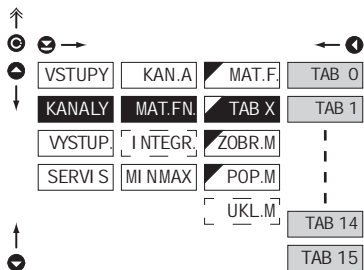 VSTUPY KAN.A MAT.F. TAB 0
KANALY MAT.FN. TAB X TAB 1
VYSTUP. INTEGR. ZOBR.M
SERVIS MINMAX POP.M
UKL.M TAB 14
TAB 15